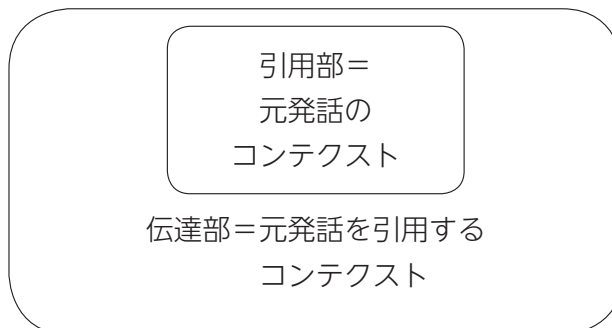 引用部＝
元発話の
コンテクスト
伝達部＝元発話を引用する
コンテクスト